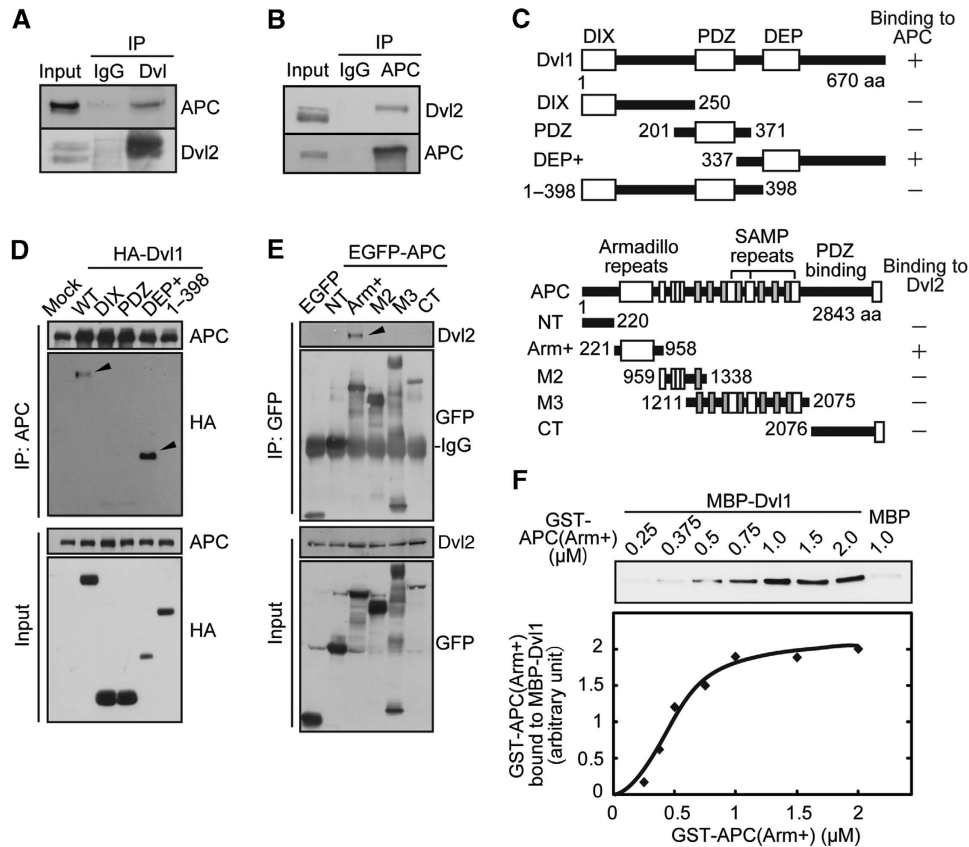 A
IP
Input IgG Dvl
APC
Dvl2
B
IP
Input IgG APC
Dvl2
APC
C
Binding to
APC
DIX PDZ DEP
Dvl1 +
1 670 aa
DIX 250 −
PDZ 201 371 −
DEP+ 337 +
1–398 398 −
Armadillo
repeats
SAMP
repeats
PDZ
binding
Binding to
Dvl2
APC
1 2843 aa
NT 220 −
Arm+ 221 958 +
M2 959 1338 −
M3 1211 2075 −
CT 2076 −
D
HA-Dvl1
Mock WT DIX PDZ DEP+ 1–398
IP: APC
APC
HA
Input
APC
HA
E
EGFP-APC
EGFP NT Arm+ M2 M3 CT
IP: GFP
Dvl2
GFP
-IgG
Input
Dvl2
GFP
F
MBP-Dvl1 MBP
GST-
APC(Arm+)
(µM)
0.25 0.375 0.5 0.75 1.0 1.5 2.0 1.0
GST-APC(Arm+)
bound to MBP-Dvl1
(arbitrary unit)
2
1.5
1
0.5
0
0 0.5 1 1.5 2
GST-APC(Arm+) (µM)